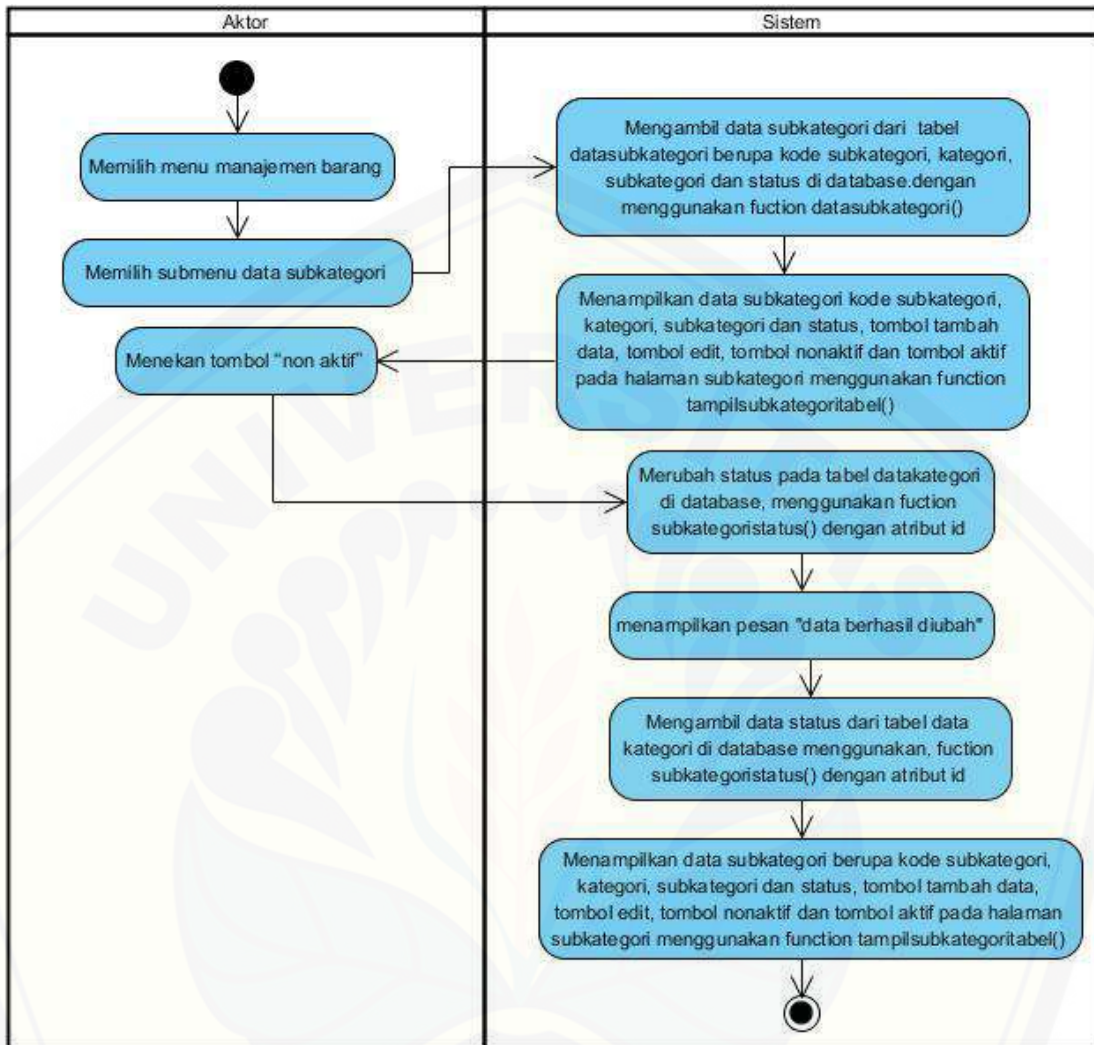 Aktor
Sistem
Memilih menu manajemen barang
Memilih submenu data subkategori
Mengambil data subkategori dari tabel
datasubkategori berupa kode subkategori, kategori,
subkategori dan status di database.dengan
menggunakan fuction datasubkategori()
Menampilkan data subkategori kode subkategori,
kategori, subkategori dan status, tombol tambah
data, tombol edit, tombol nonaktif dan tombol aktif
pada halaman subkategori menggunakan function
tampilsubkategoritabel()
Menekan tombol "non aktif"
Merubah status pada tabel datakategori
di database, menggunakan fuction
subkategoristatus() dengan atribut id
menampilkan pesan "data berhasil diubah"
Mengambil data status dari tabel data
kategori di database menggunakan, fuction
subkategoristatus() dengan atribut id
Menampilkan data subkategori berupa kode subkategori,
kategori, subkategori dan status, tombol tambah data,
tombol edit, tombol nonaktif dan tombol aktif pada halaman
subkategori menggunakan function tampilsubkategoritabel()